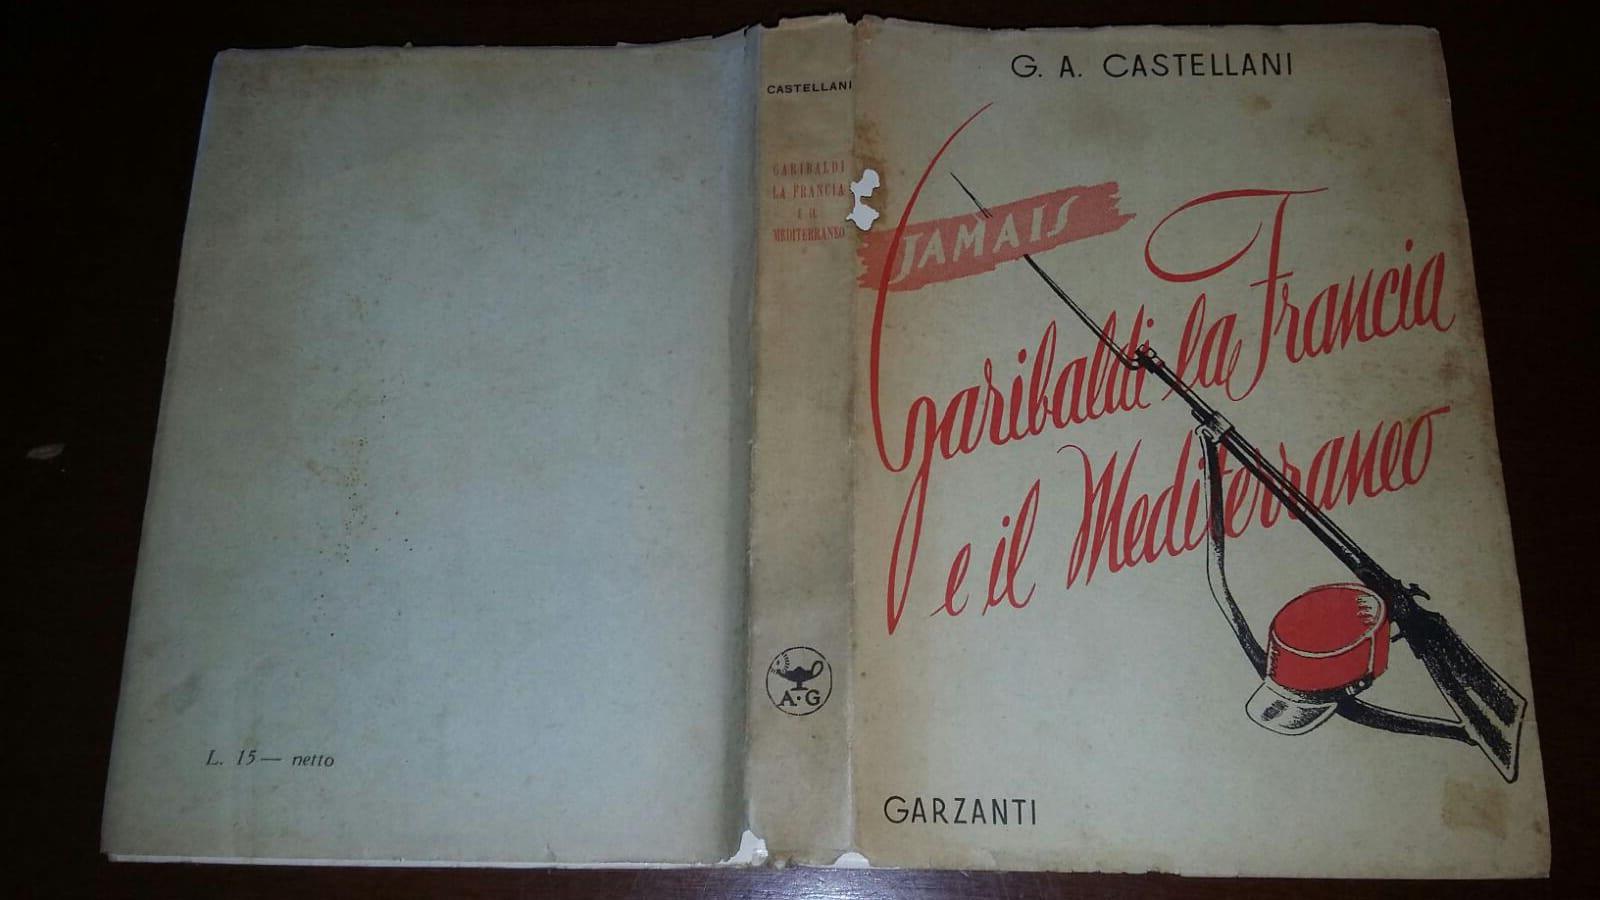 G. A. CASTELLANI
JAMAIS
Garibaldi la Francia
e il Mediterraneo
GARZANTI
CASTELLANI
GARIBALDI
LA FRANCIA
E IL
MEDITERRANEO
A·G
L. 15 — netto